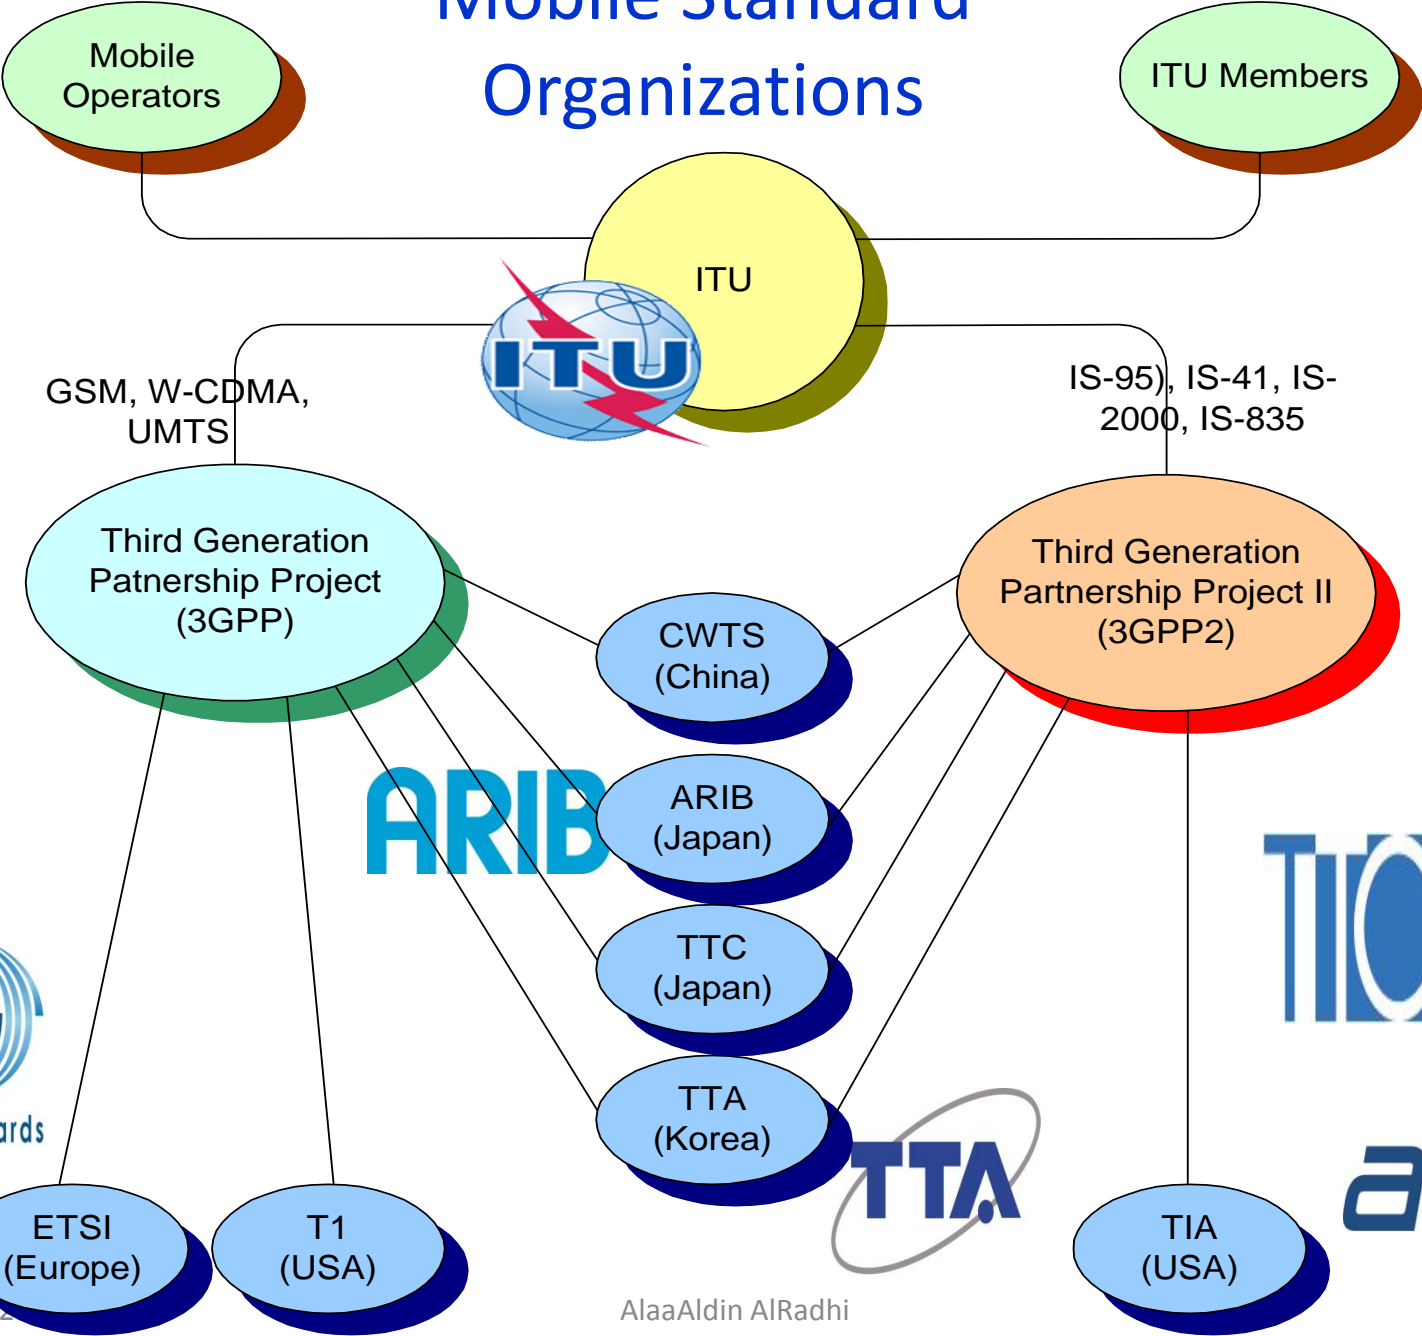 Mobile Standard
Organizations
Mobile
Operators
ITU Members
ITU
ITU
GSM, W-CDMA,
UMTS
IS-95), IS-41, IS-
2000, IS-835
Third Generation
Patnership Project
(3GPP)
Third Generation
Partnership Project II
(3GPP2)
CWTS
(China)
ARIB
ARIB
(Japan)
TTC
(Japan)
TTA
(Korea)
TTA
ETSI
(Europe)
T1
(USA)
TIA
(USA)
AlaaAldin AlRadhi